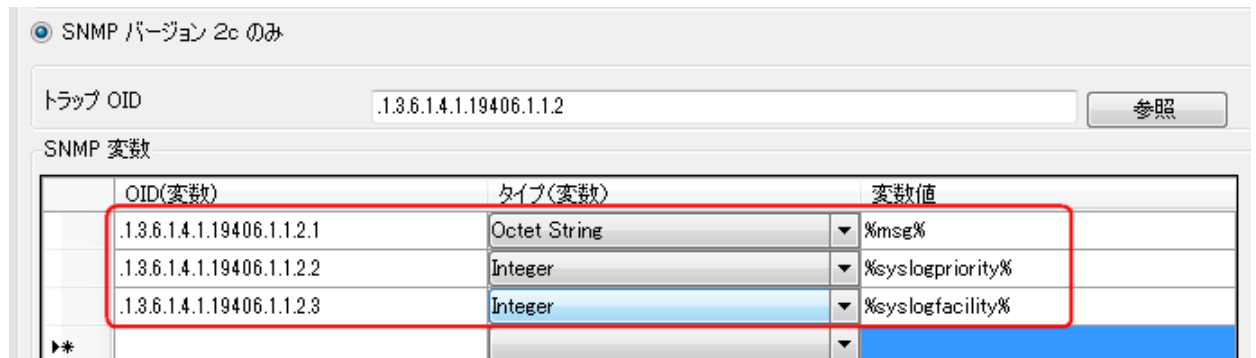 SNMP バージョン 2c のみ
トラップ OID .1.3.6.1.4.1.19406.1.1.2 参照
SNMP 変数
OID(変数) タイプ(変数) 変数値
.1.3.6.1.4.1.19406.1.1.2.1 Octet String %msg%
.1.3.6.1.4.1.19406.1.1.2.2 Integer %syslogpriority%
.1.3.6.1.4.1.19406.1.1.2.3 Integer %syslogfacility%